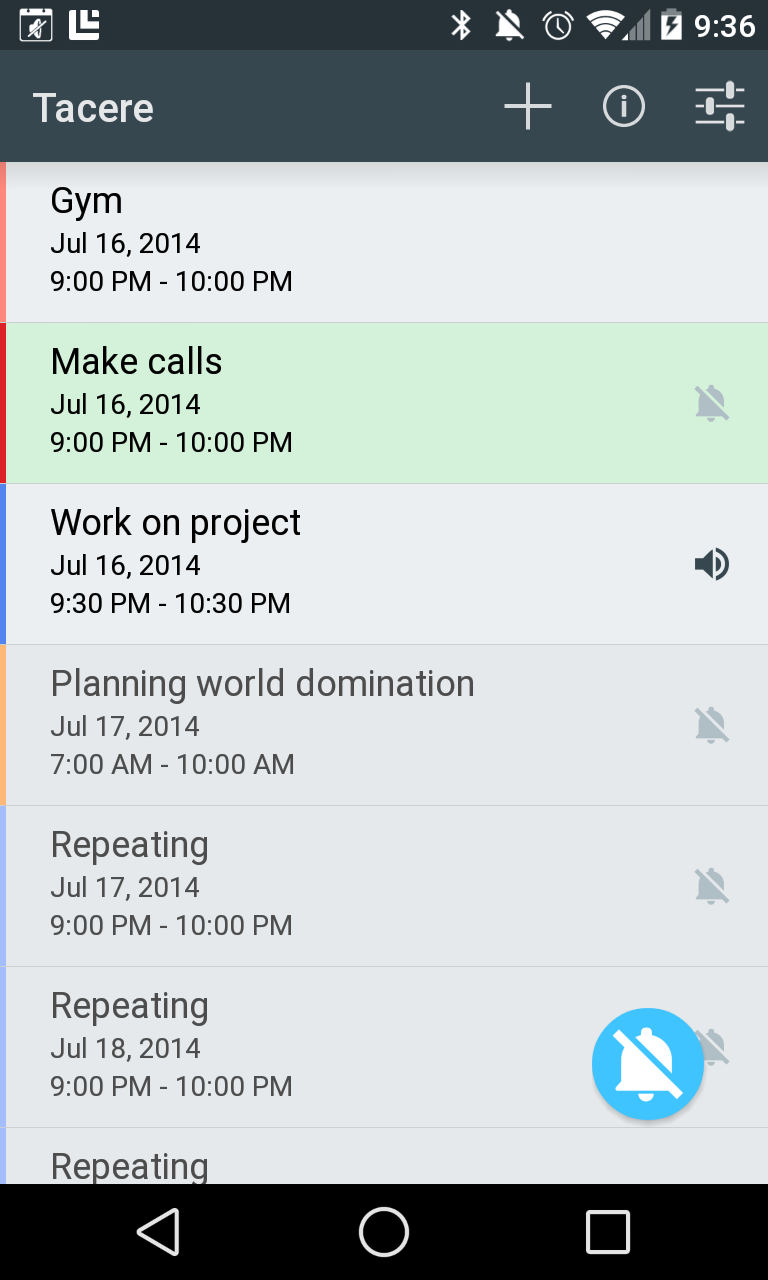 9:36
Tacere
Gym
Jul 16, 2014
9:00 PM - 10:00 PM
Make calls
Jul 16, 2014
9:00 PM - 10:00 PM
Work on project
Jul 16, 2014
9:30 PM - 10:30 PM
Planning world domination
Jul 17, 2014
7:00 AM - 10:00 AM
Repeating
Jul 17, 2014
9:00 PM - 10:00 PM
Repeating
Jul 18, 2014
9:00 PM - 10:00 PM
Repeating